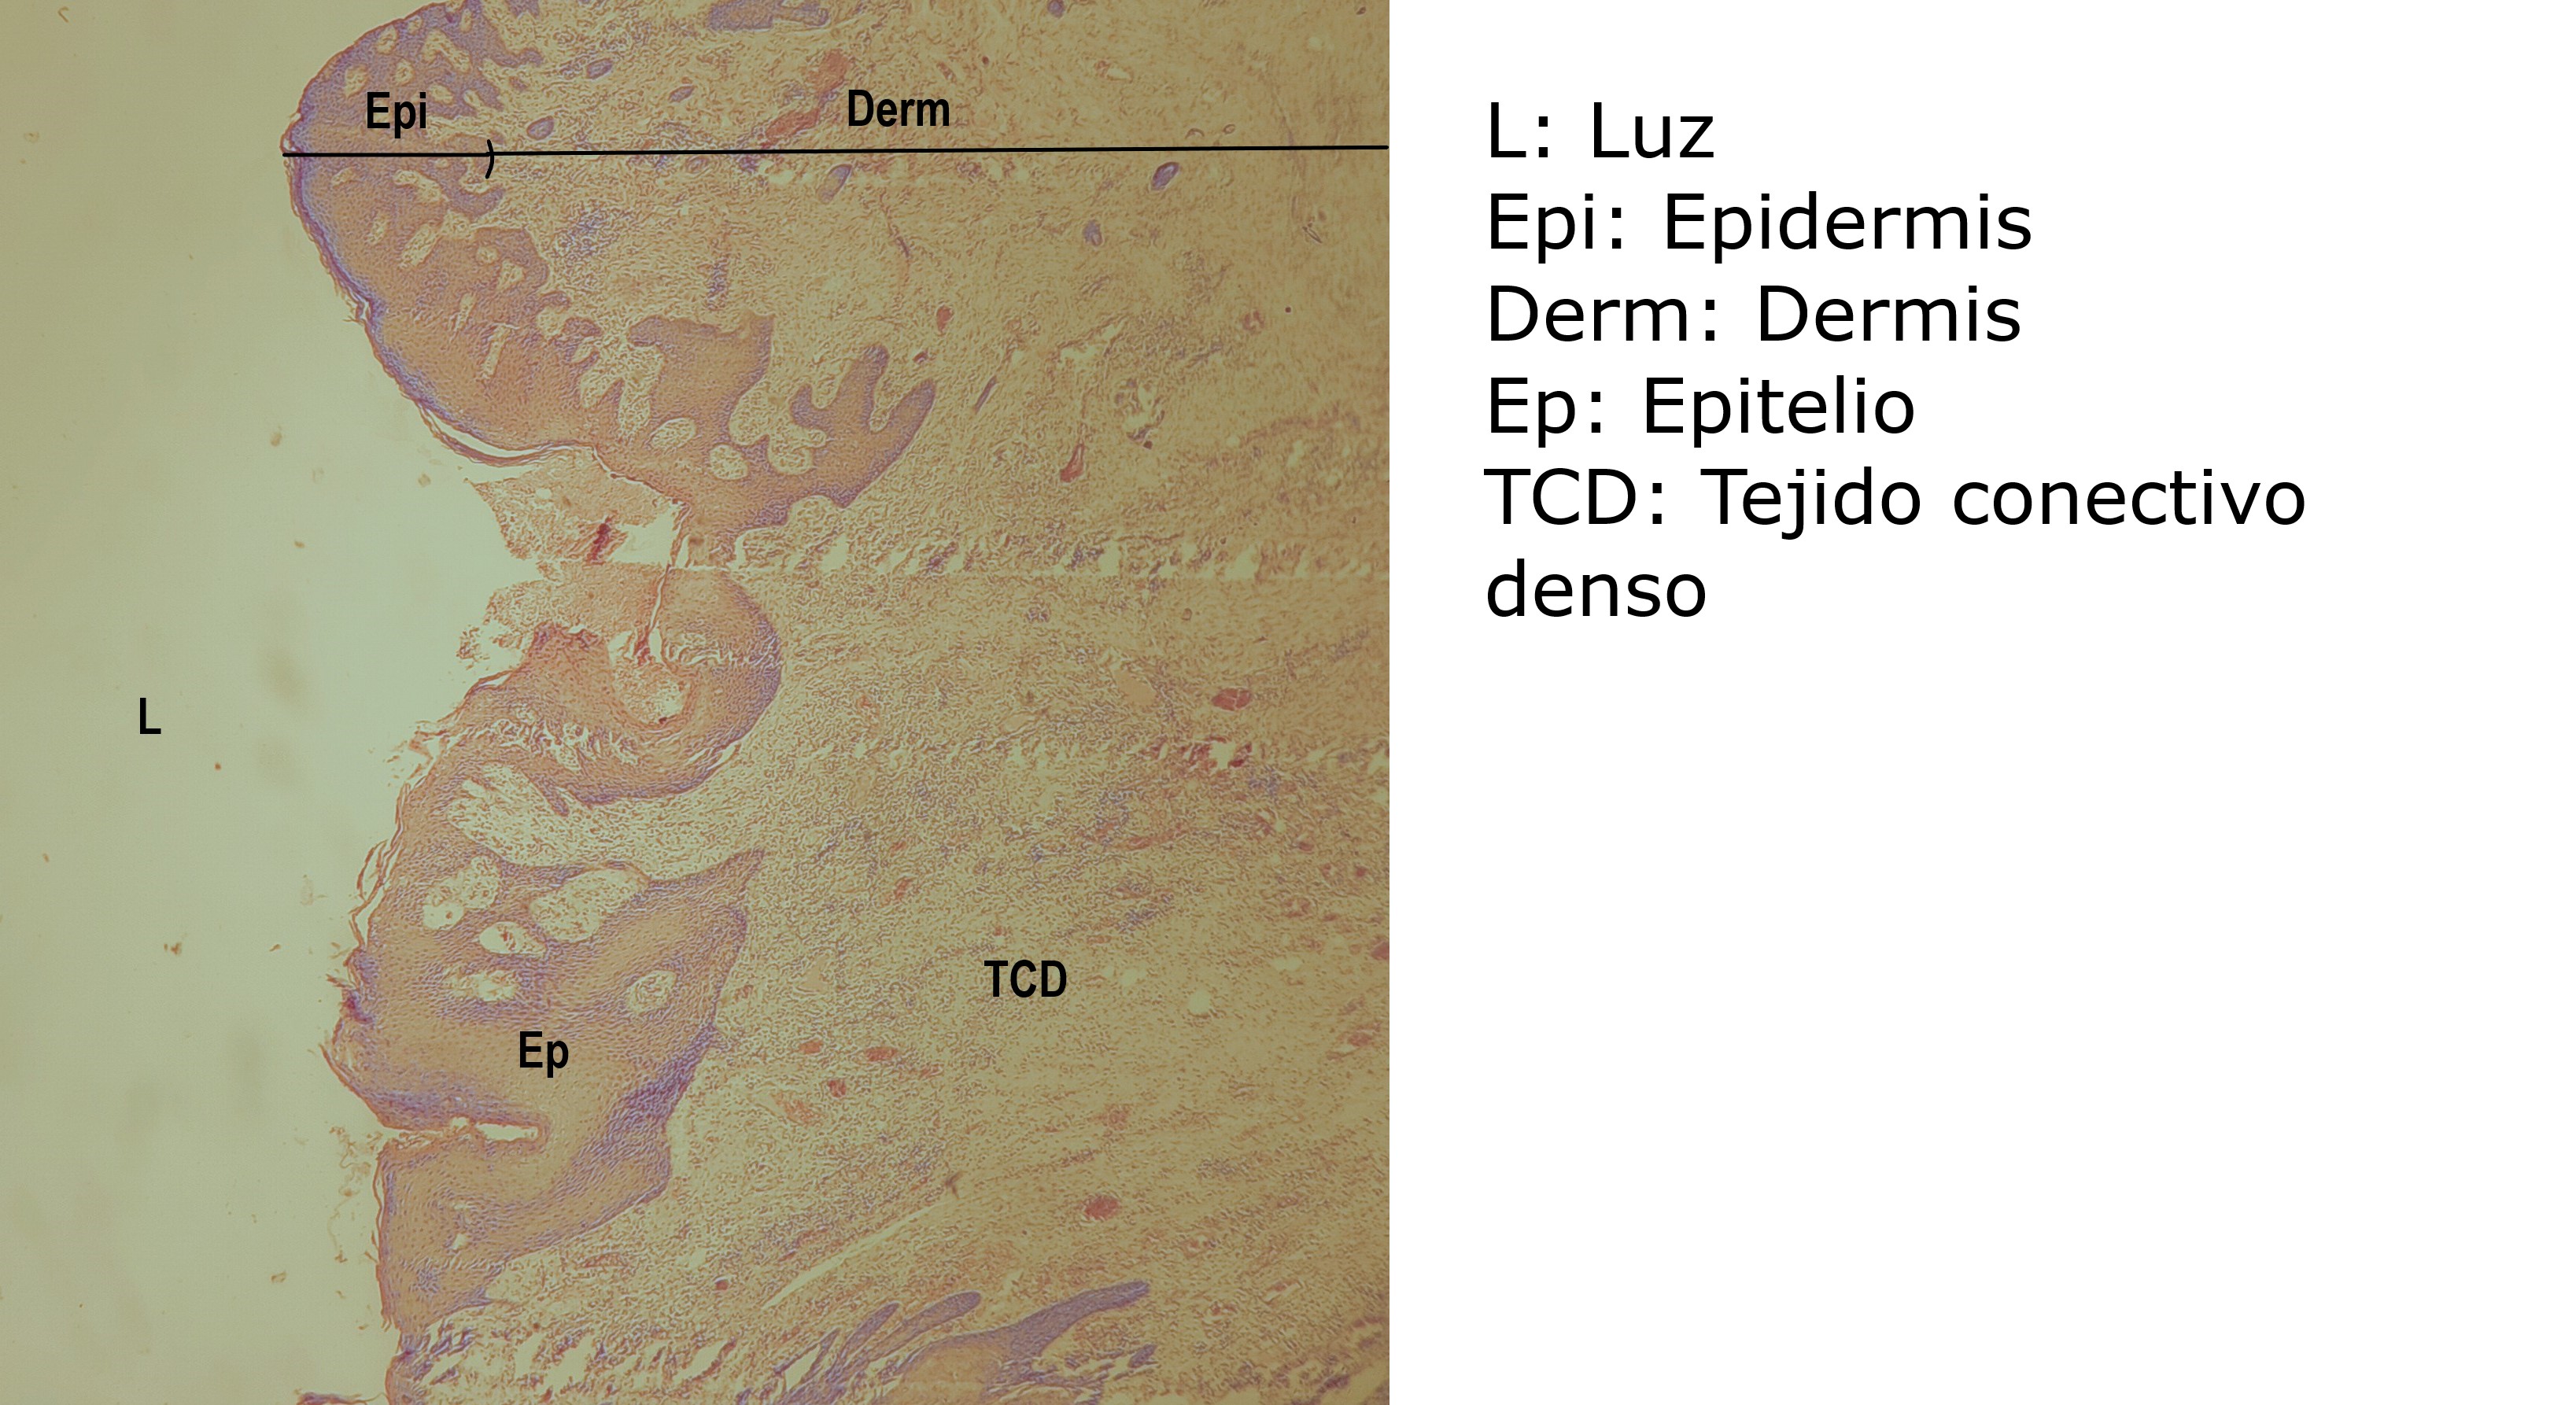 Epi
Derm
L
TCD
Ep
L: Luz
Epi: Epidermis
Derm: Dermis
Ep: Epitelio
TCD: Tejido conectivo
denso